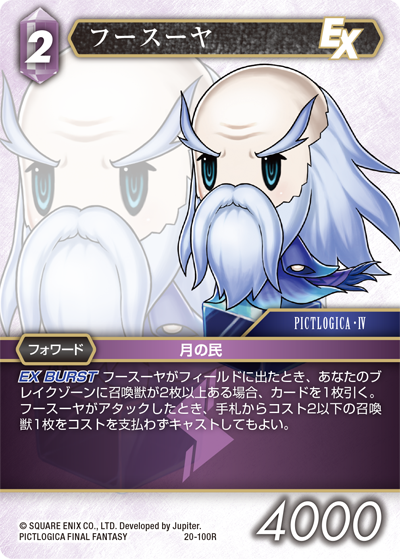 2
フースーヤ
EX
PICTLOGICA・IV
フォワード
月の民
EX BURST フースーヤがフィールドに出たとき、あなたのブ
レイクゾーンに召喚獣が2枚以上ある場合、カードを1枚引く。
フースーヤがアタックしたとき、手札からコスト2以下の召喚
獣1枚をコストを支払わずキャストしてもよい。
© SQUARE ENIX CO., LTD. Developed by Jupiter.
PICTLOGICA FINAL FANTASY
20-100R
4000